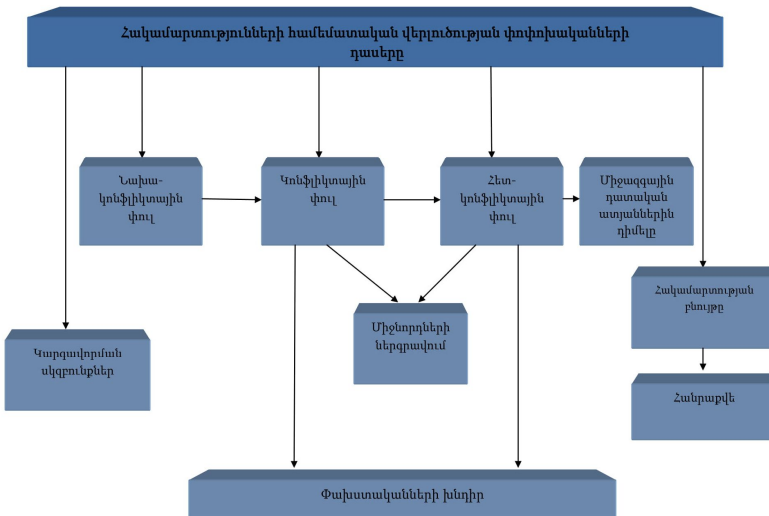 Հակամարտությունների համեմատական վերլուծության փոփոխականների
դասերը
Նախա-
կոնֆլիկտային
փուլ
Կոնֆլիկտային
փուլ
Հետ-
կոնֆլիկտային
փուլ
Միջազգային
դատական
ատյաններին
դիմելը
Հակամարտության
բնույթը
Միջնորդների
ներգրավում
Կարգավորման
սկզբունքներ
Հանրաքվե
Փախստականների խնդիր